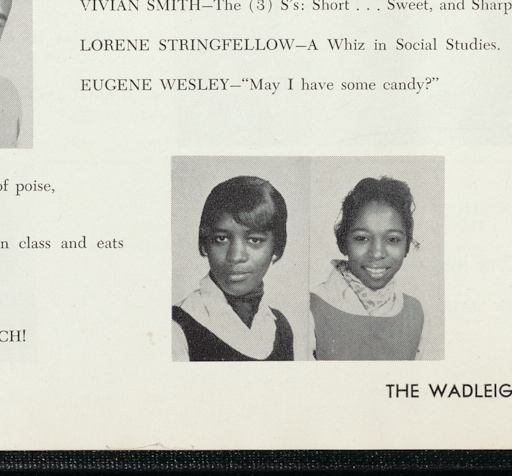 VIVIAN SMITH—The (3) S's: Short . . . Sweet, and Sharp
LORENE STRINGFELLOW—A Whiz in Social Studies.
EUGENE WESLEY—“May I have some candy?”
of poise,
n class and eats
CH!
THE WADLEIG